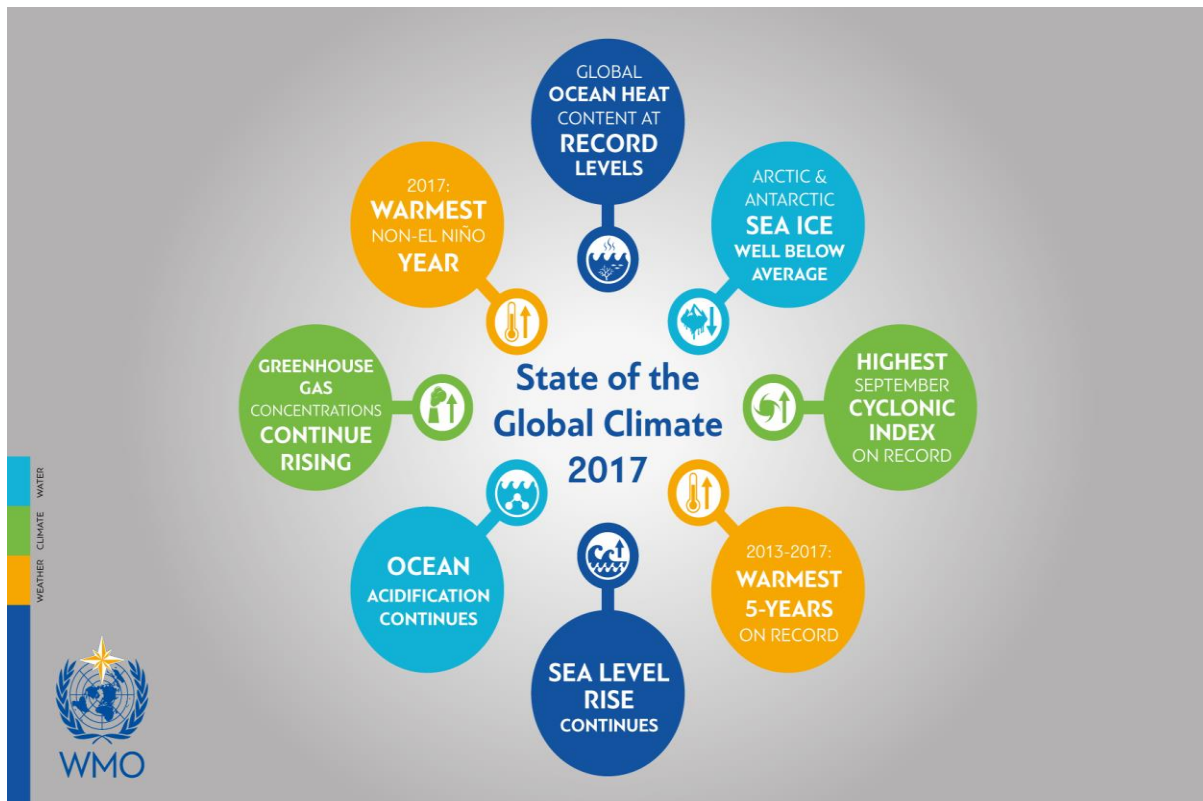 GLOBAL
OCEAN HEAT
CONTENT AT
RECORD
LEVELS
ARCTIC &
ANTARCTIC
SEA ICE
WELL BELOW
AVERAGE
HIGHEST
SEPTEMBER
CYCLONIC
INDEX
ON RECORD
2013-2017:
WARMEST
5-YEARS
ON RECORD
SEA LEVEL
RISE
CONTINUES
OCEAN
ACIDIFICATION
CONTINUES
GREENHOUSE
GAS
CONCENTRATIONS
CONTINUE
RISING
2017:
WARMEST
NON-EL NIÑO
YEAR
State of the
Global Climate
2017
WEATHER CLIMATE WATER
WMO